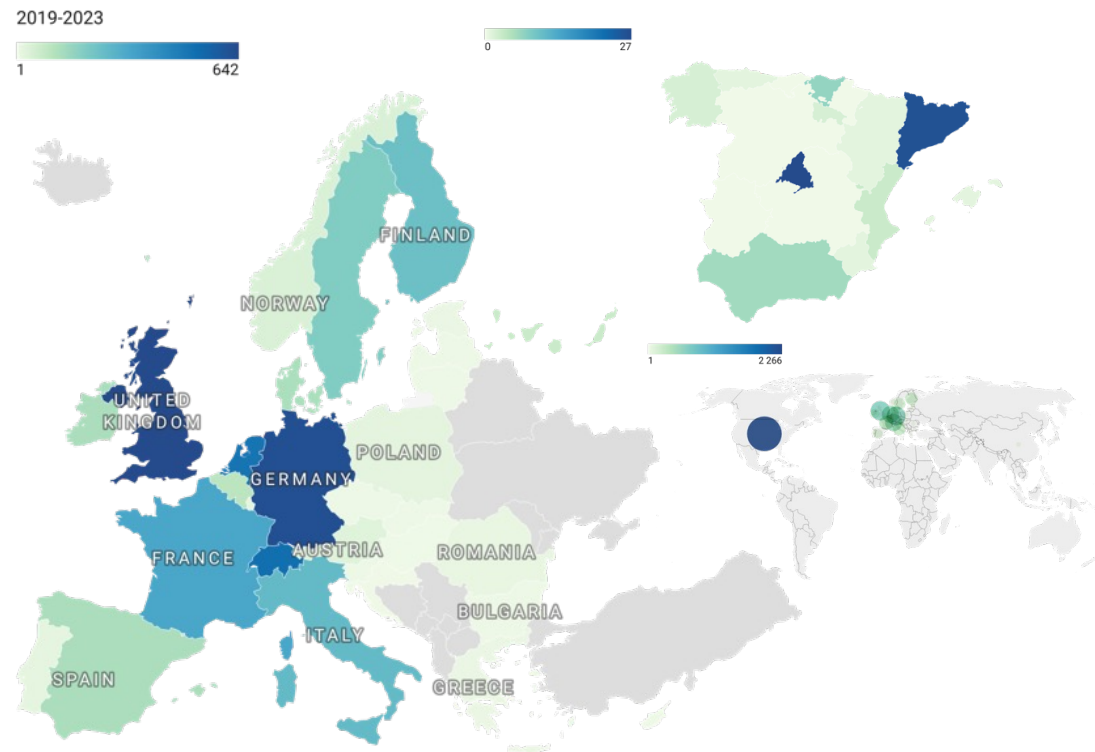 2019-2023
1 642
0 27
FINLAND
NORWAY
1 2 266
UNITED
KINGDOM
POLAND
GERMANY
AUSTRIA
ROMANIA
FRANCE
BULGARIA
ITALY
SPAIN
GREECE